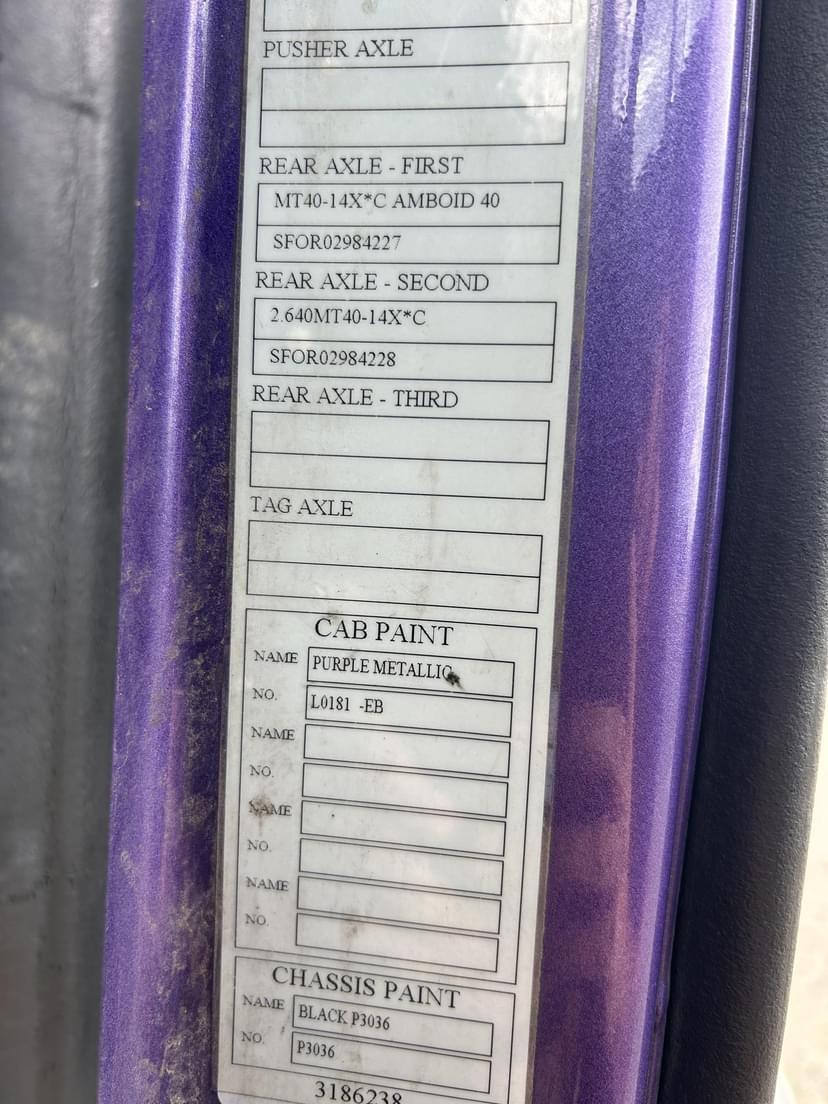 PUSHER AXLE
REAR AXLE - FIRST
MT40-14X*C AMBOID 40
SFOR02984227
REAR AXLE - SECOND
2.640MT40-14X*C
SFOR02984228
REAR AXLE - THIRD
TAG AXLE
CAB PAINT
NAME PURPLE METALLIC
NO. L0181 -EB
NAME
NO.
NAME
NO.
NAME
NO.
CHASSIS PAINT
NAME BLACK P3036
NO. P3036
3186238